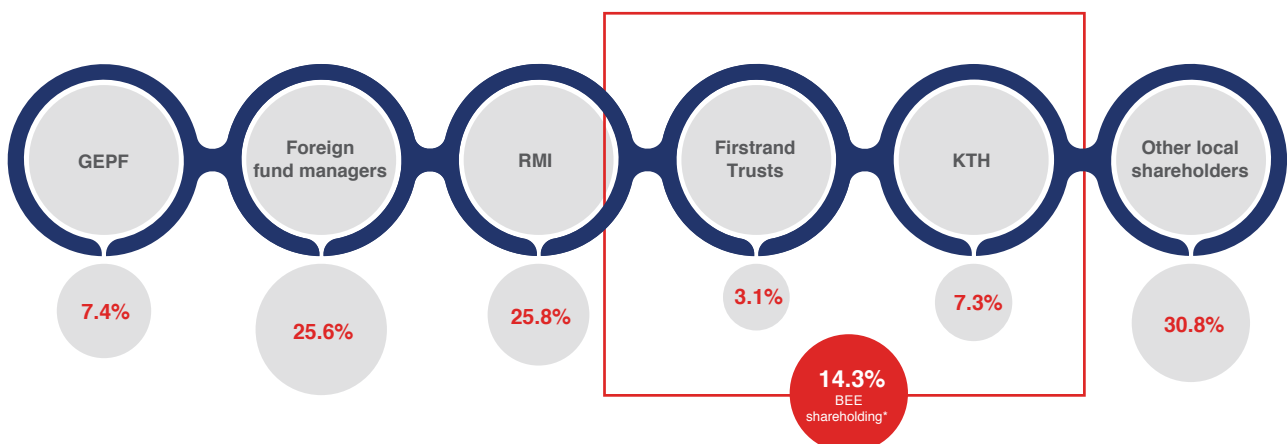 GEPF
Foreign
fund managers
RMI
Firstrand
Trusts
KTH
Other local
shareholders
7.4%
25.6%
25.8%
3.1%
7.3%
30.8%
14.3%
BEE
shareholding*